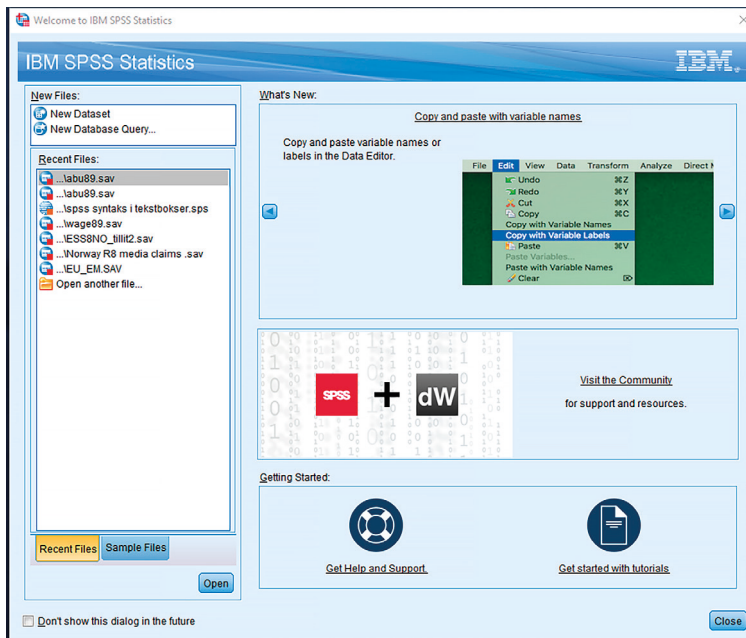 Welcome to IBM SPSS Statistics
IBM SPSS Statistics
IBM
New Files:
New Dataset
New Database Query...
Recent Files:
...\abu89.sav
...\abu89.sav
...\spss syntaks i tekstbokser.sps
...\wage89.sav
...\ESS8NO_tillit2.sav
...\Norway R8 media claims .sav
...\EU_EM.SAV
Open another file...
Recent Files
Sample Files
Open
What's New:
Copy and paste with variable names
Copy and paste variable names or
labels in the Data Editor.
File Edit View Data Transform Analyze Direct
Undo ⌘Z
Redo ⌘Y
Cut ⌘X
Copy ⌘C
Copy with Variable Names
Copy with Variable Labels
Paste ⌘V
Paste Variables...
Paste with Variable Names
Clear ⌦
SPSS + dW
Visit the Community
for support and resources.
Getting Started:
Get Help and Support.
Get started with tutorials
Don't show this dialog in the future
Close